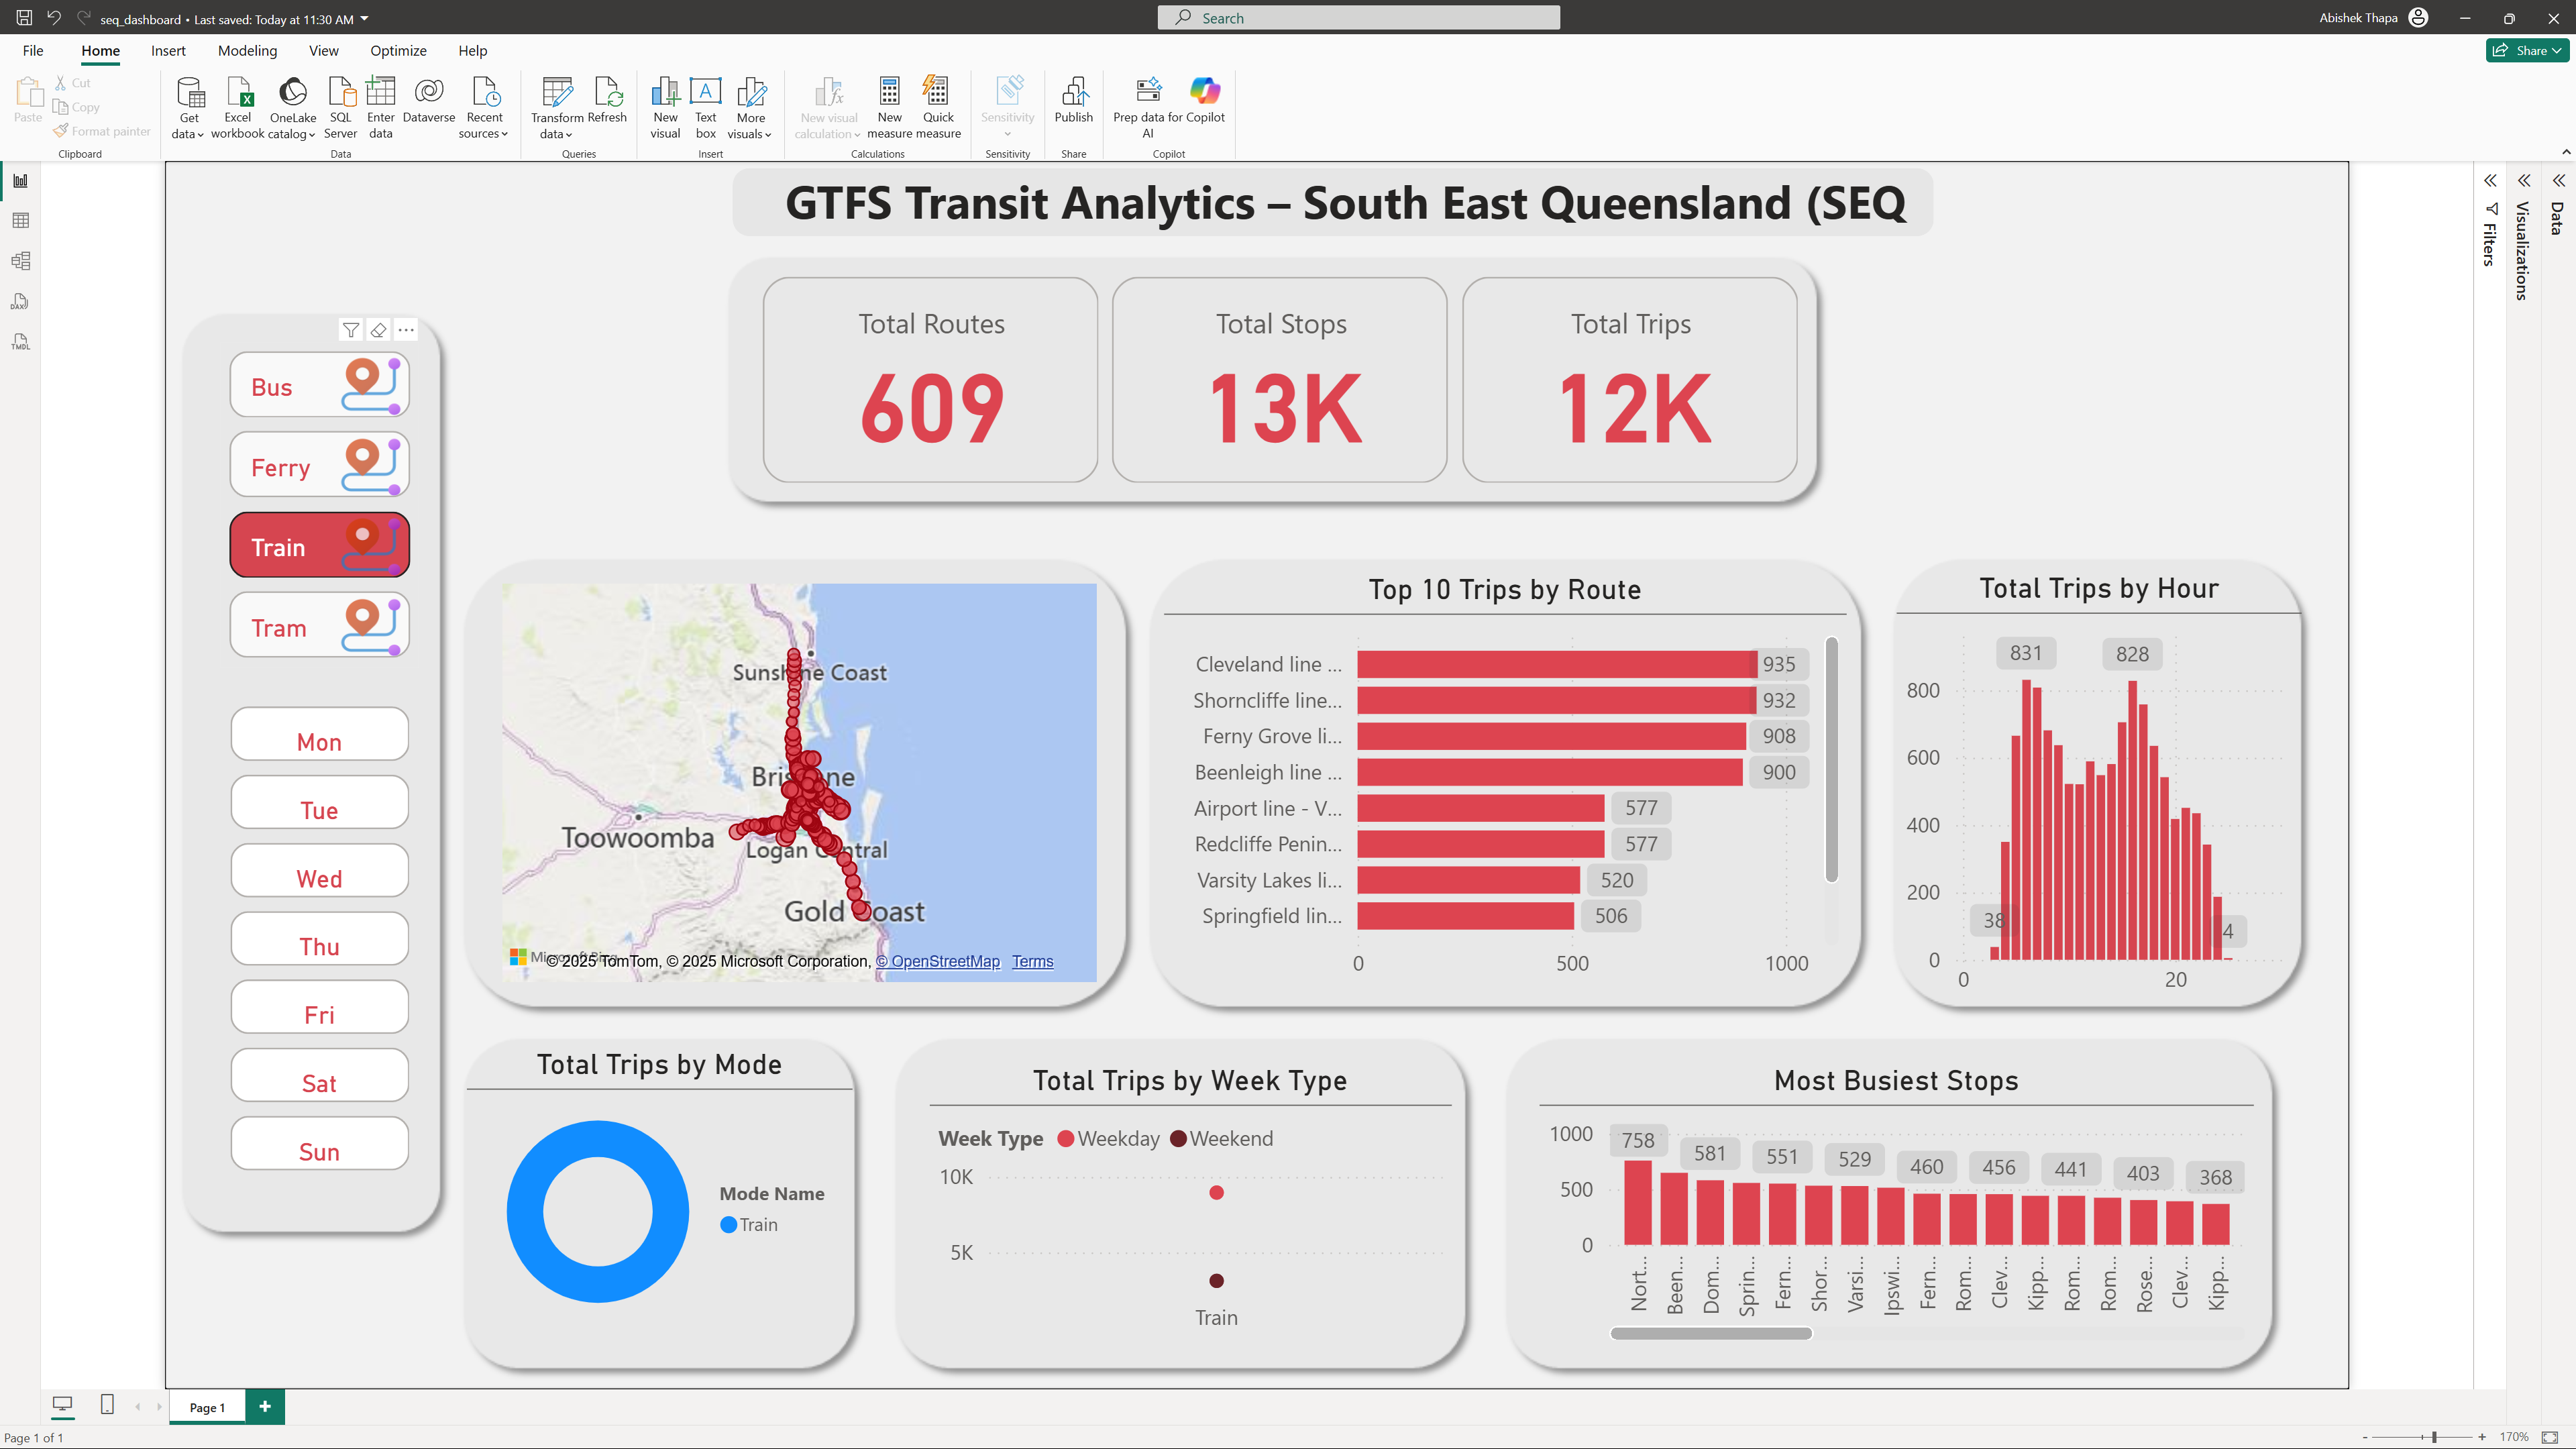 seq_dashboard • Last saved: Today at 11:30 AM
Search
Abishek Thapa
File Home Insert Modeling View Optimize Help
Share
Paste
Cut
Copy
Format painter
Clipboard
Get data
Excel workbook
OneLake catalog
SQL Server
Enter data
Dataverse
Recent sources
Data
Transform data
Refresh
Queries
New visual
Text box
More visuals
Insert
New visual calculation
New measure
Quick measure
Calculations
Sensitivity
Sensitivity
Publish
Share
Prep data for AI
Copilot
Copilot
DAX
TMDL
Filters
Visualizations
Data
GTFS Transit Analytics – South East Queensland (SEQ
Total Routes
609
Total Stops
13K
Total Trips
12K
Bus
Ferry
Train
Tram
Mon
Tue
Wed
Thu
Fri
Sat
Sun
Sunshine Coast
Brisbane
Toowoomba
Logan Central
Gold Coast
© 2025 TomTom, © 2025 Microsoft Corporation, © OpenStreetMap Terms
Top 10 Trips by Route
Cleveland line ... 935
Shorncliffe line... 932
Ferny Grove li... 908
Beenleigh line ... 900
Airport line - V... 577
Redcliffe Penin... 577
Varsity Lakes li... 520
Springfield lin... 506
0 500 1000
Total Trips by Hour
831 828
800
600
400
200
0
38 4
0 20
Total Trips by Mode
Mode Name
Train
Total Trips by Week Type
Week Type Weekday Weekend
10K
5K
Train
Most Busiest Stops
1000
500
0
758 581 551 529 460 456 441 403 368
Nort... Been... Dom... Sprin... Fern... Shor... Varsi... Ipswi... Fern... Rom... Clev... Kipp... Rom... Rom... Rose... Clev... Kipp...
Page 1
Page 1 of 1
- + 170%